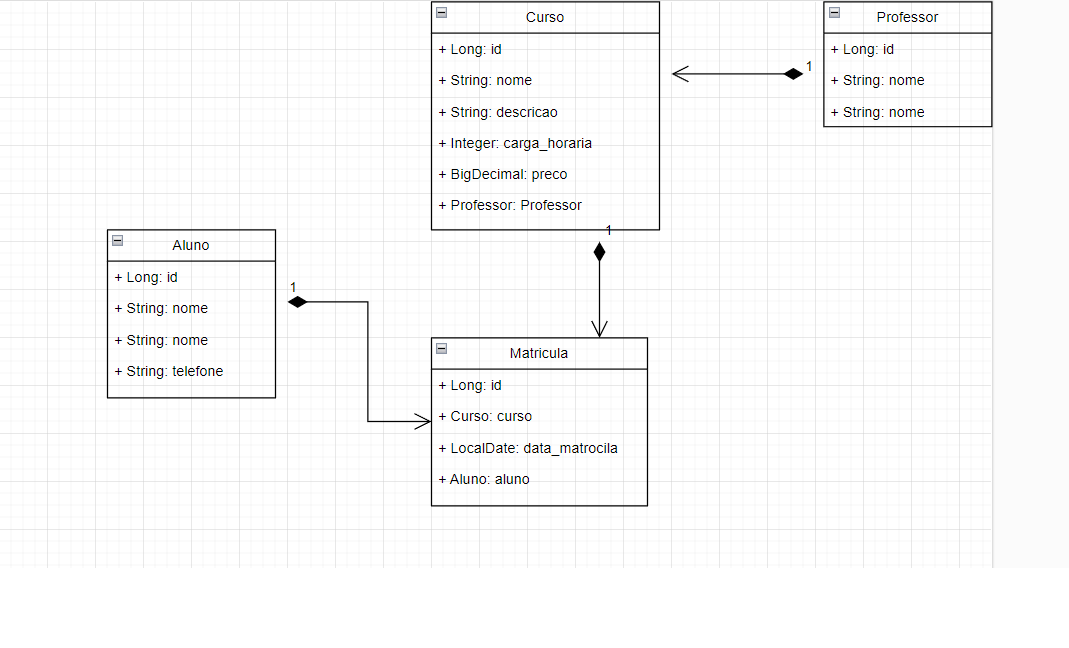 Curso
+ Long: id
+ String: nome
+ String: descricao
+ Integer: carga_horaria
+ BigDecimal: preco
+ Professor: Professor
1
Professor
+ Long: id
+ String: nome
+ String: nome
1
Aluno
+ Long: id
+ String: nome
+ String: nome
+ String: telefone
1
Matricula
+ Long: id
+ Curso: curso
+ LocalDate: data_matrocila
+ Aluno: aluno